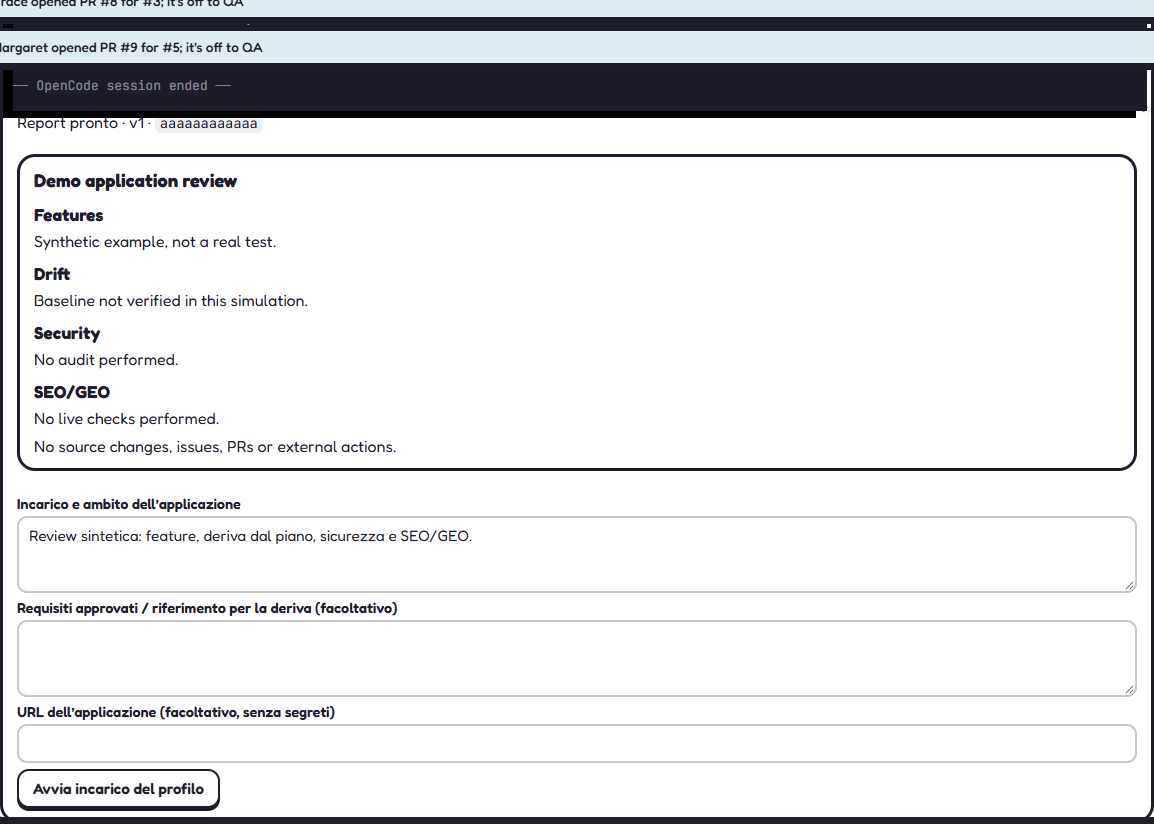 race opened PR #8 for #3; it's off to QA
largaret opened PR #9 for #5; it's off to QA
—— OpenCode session ended ——
Report pronto · v1 · aaaaaaaaaaaa
Demo application review
Features
Synthetic example, not a real test.
Drift
Baseline not verified in this simulation.
Security
No audit performed.
SEO/GEO
No live checks performed.
No source changes, issues, PRs or external actions.
Incarico e ambito dell'applicazione
Review sintetica: feature, deriva dal piano, sicurezza e SEO/GEO.
Requisiti approvati / riferimento per la deriva (facoltativo)
URL dell'applicazione (facoltativo, senza segreti)
Avvia incarico del profilo